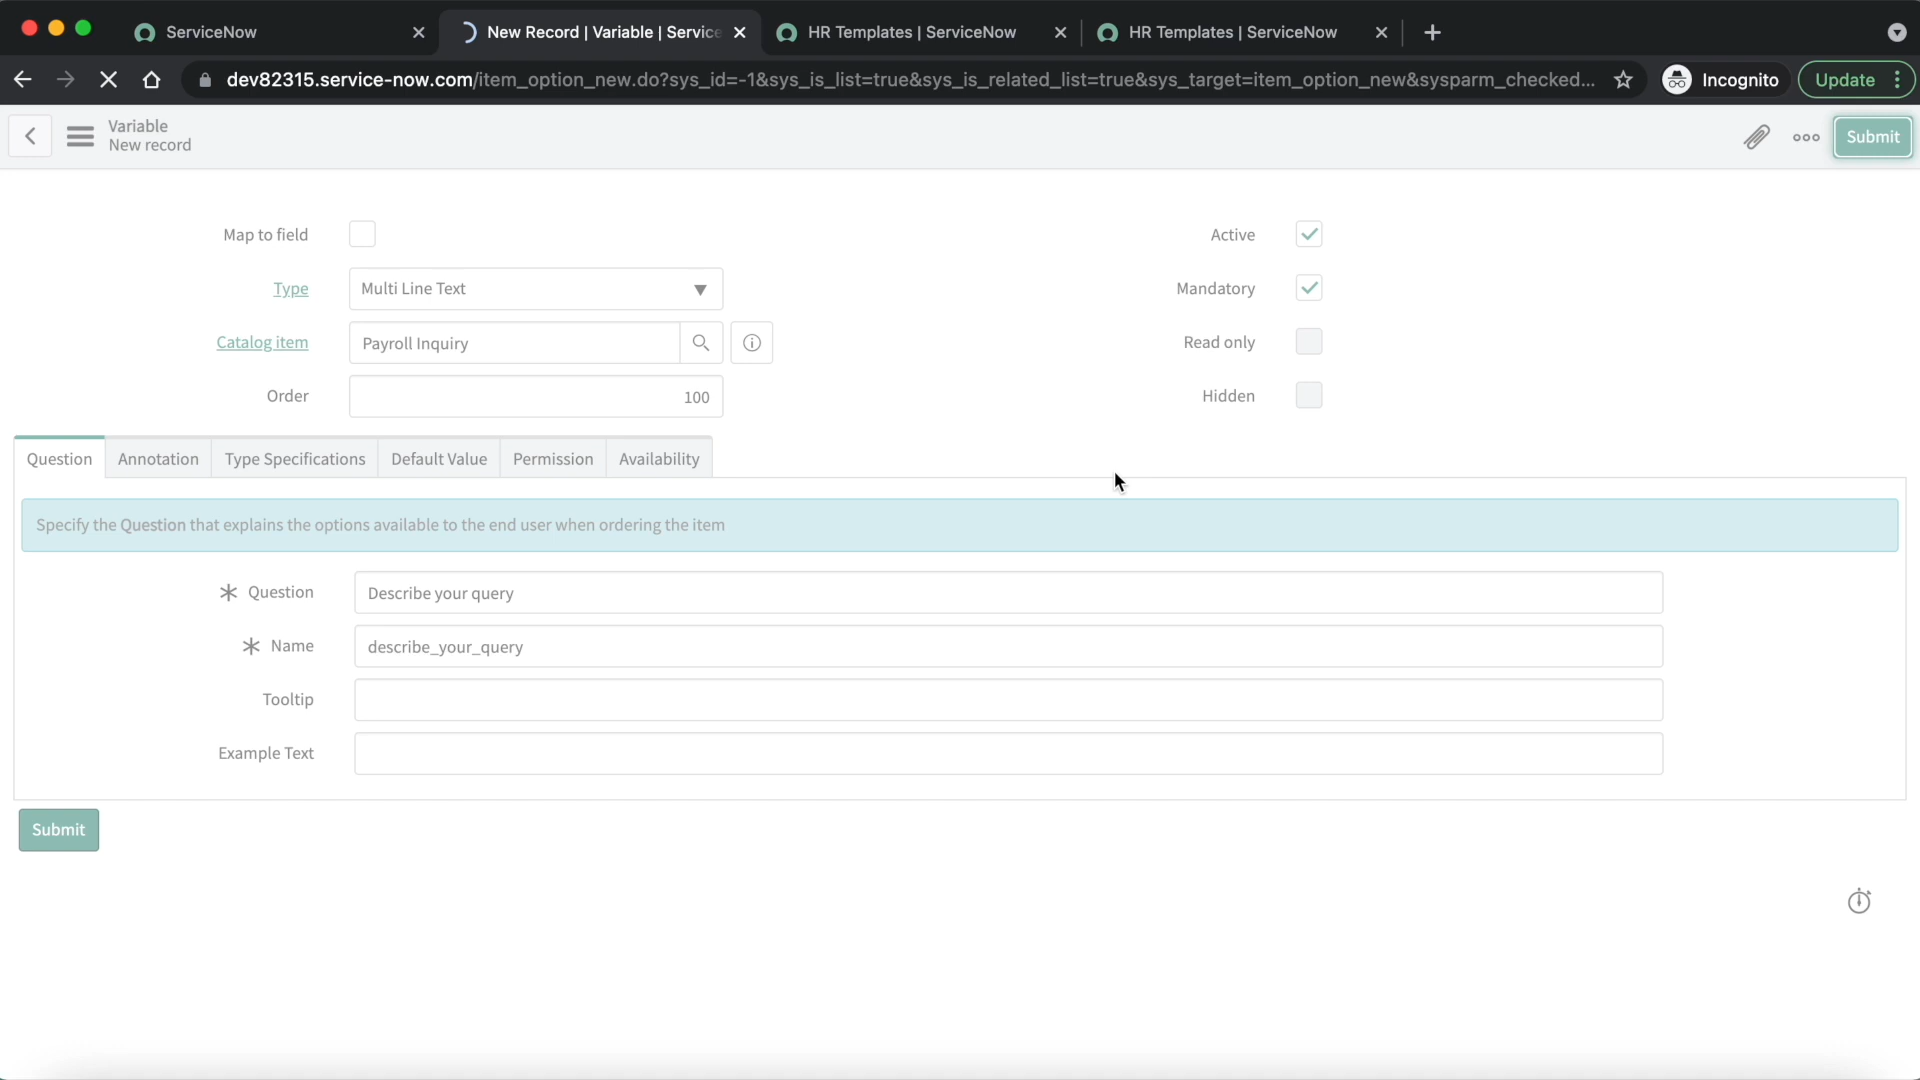 ServiceNow
New Record | Variable | Service
HR Templates | ServiceNow
HR Templates | ServiceNow
dev82315.service-now.com/item_option_new.do?sys_id=-1&sys_is_list=true&sys_is_related_list=true&sys_target=item_option_new&sysparm_checked...
Incognito
Update
Variable
New record
Submit
Map to field
Active
Type
Multi Line Text
Mandatory
Catalog item
Payroll Inquiry
Read only
Order
100
Hidden
Question
Annotation
Type Specifications
Default Value
Permission
Availability
Specify the Question that explains the options available to the end user when ordering the item
Question
Describe your query
Name
describe_your_query
Tooltip
Example Text
Submit